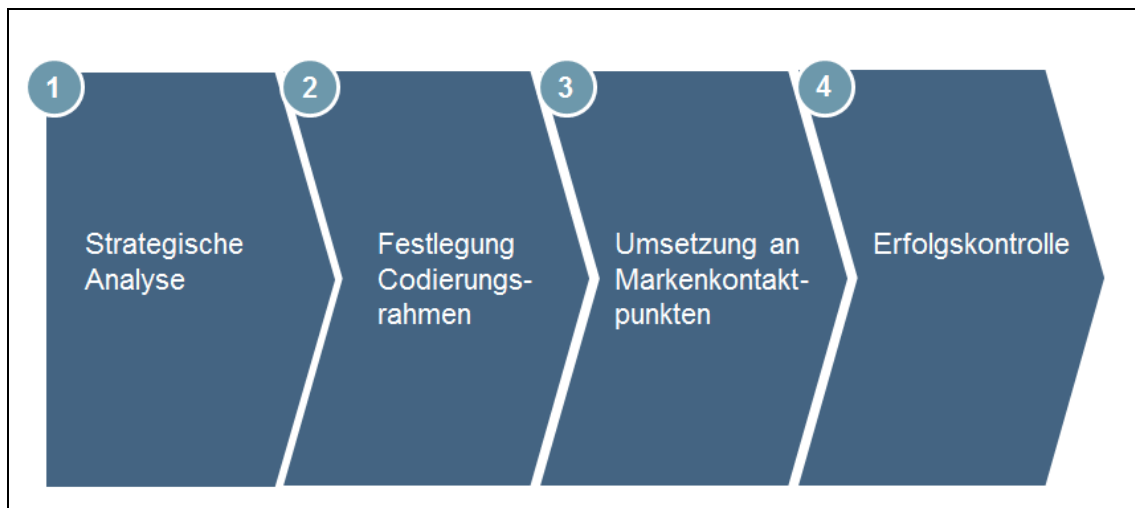 1
Strategische
Analyse
2
Festlegung
Codierungs-
rahmen
3
Umsetzung an
Markenkontakt-
punkten
4
Erfolgskontrolle